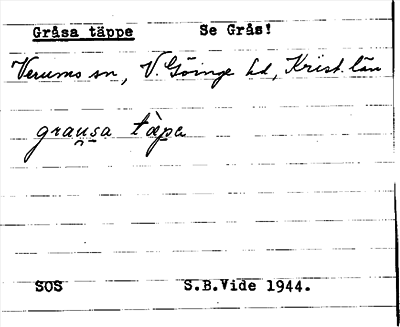 Gråsa täppe Se Grås!
Verums sn, V. Göinge hd, Krist. län
grau̯sa täpa
SOS S.B.Vide 1944.